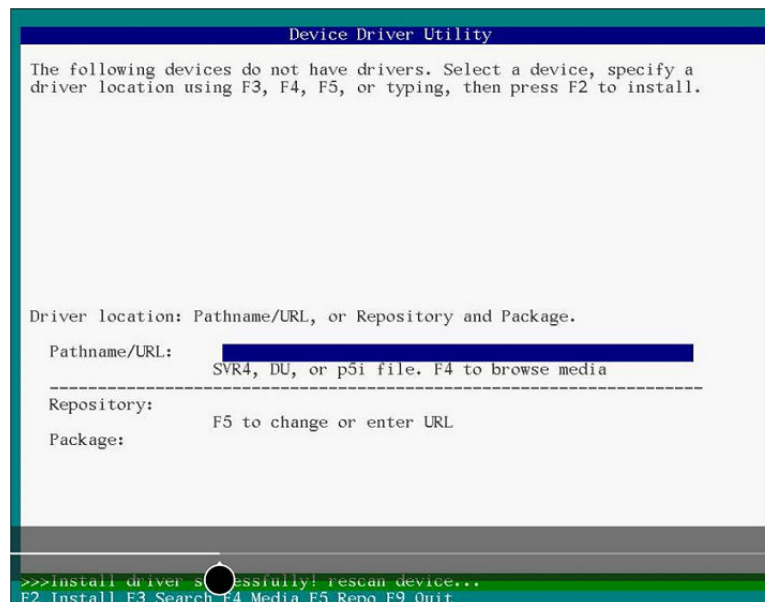 Device Driver Utility
The following devices do not have drivers. Select a device, specify a
driver location using F3, F4, F5, or typing, then press F2 to install.
Driver location: Pathname/URL, or Repository and Package.
Pathname/URL:
SVR4, DU, or p5i file. F4 to browse media
Repository:
F5 to change or enter URL
Package:
>>>Install driver rescan device...
F2 Install F3 Search F4 Media F5 Repo F9 Quit